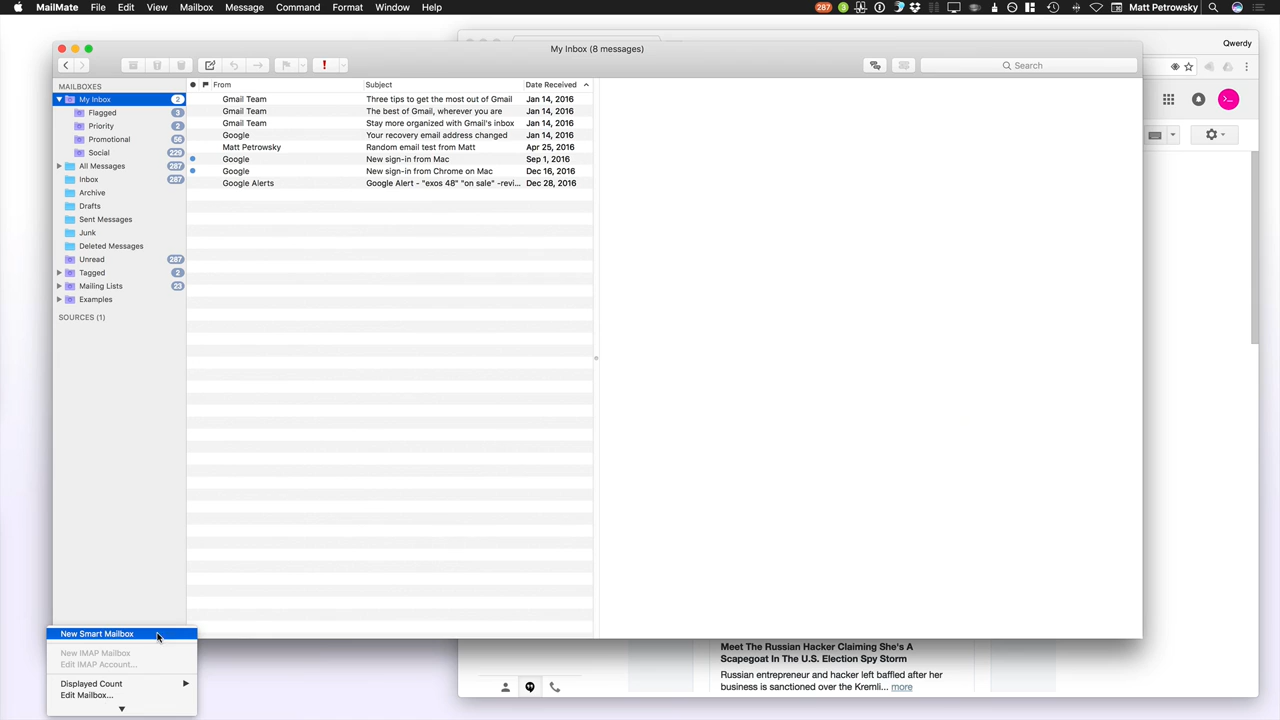 MailMate File Edit View Mailbox Message Command Format Window Help 287 3 Matt Petrowsky
My Inbox (8 messages)
Qwerdy
Search
MAILBOXES
My Inbox 2
Flagged 3
Priority 2
Promotional 56
Social 229
All Messages 287
Inbox 287
Archive
Drafts
Sent Messages
Junk
Deleted Messages
Unread 287
Tagged 2
Mailing Lists 23
Examples
SOURCES (1)
From Subject Date Received
Gmail Team Three tips to get the most out of Gmail Jan 14, 2016
Gmail Team The best of Gmail, wherever you are Jan 14, 2016
Gmail Team Stay more organized with Gmail's inbox Jan 14, 2016
Google Your recovery email address changed Jan 14, 2016
Matt Petrowsky Random email test from Matt Apr 25, 2016
Google New sign-in from Mac Sep 1, 2016
Google New sign-in from Chrome on Mac Dec 16, 2016
Google Alerts Google Alert - "exos 48" "on sale" -revi... Dec 28, 2016
New Smart Mailbox
New IMAP Mailbox
Edit IMAP Account...
Displayed Count
Edit Mailbox...
Meet The Russian Hacker Claiming She's A
Scapegoat In The U.S. Election Spy Storm
Russian entrepreneur and hacker left baffled after her
business is sanctioned over the Kremli... more